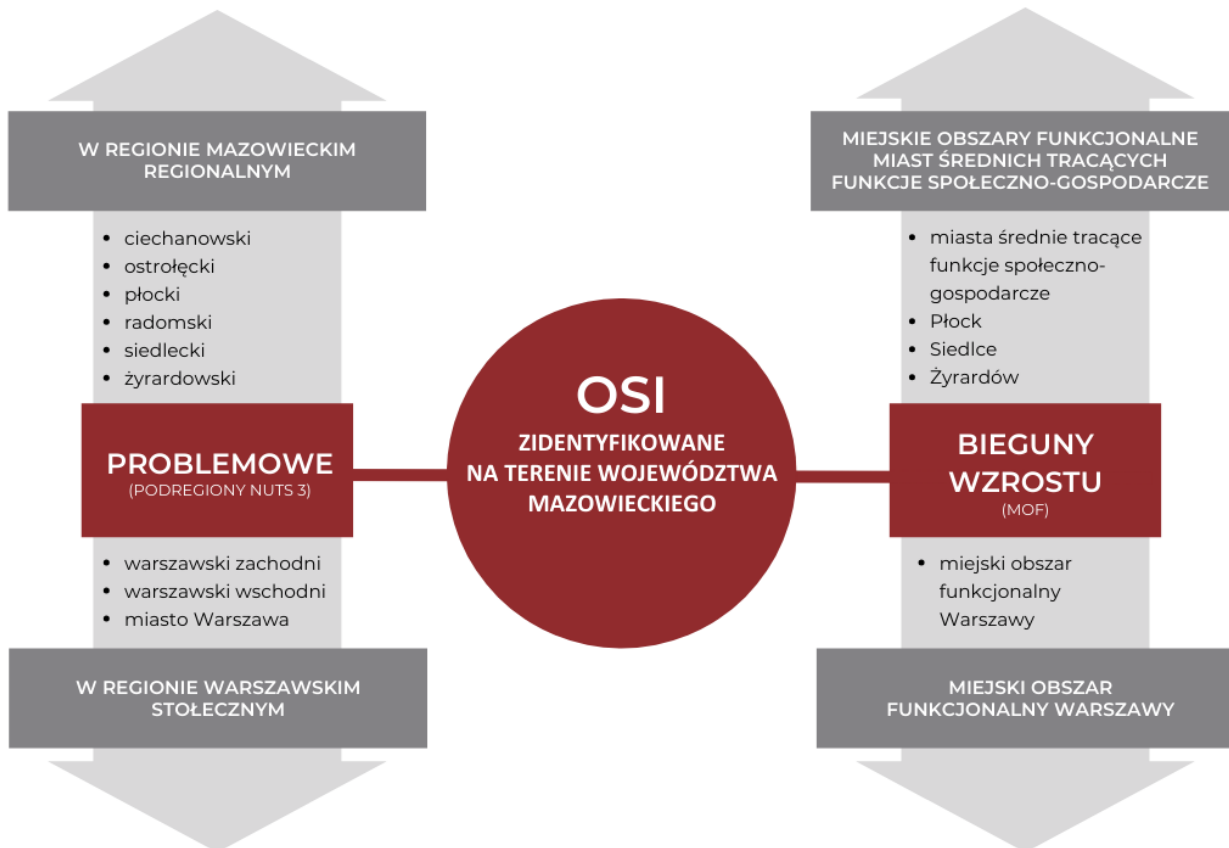 W REGIONIE MAZOWIECKIM
REGIONALNYM
• ciechanowski
• ostrołęcki
• płocki
• radomski
• siedlecki
• żyrardowski
PROBLEMOWE
(PODREGIONY NUTS 3)
• warszawski zachodni
• warszawski wschodni
• miasto Warszawa
W REGIONIE WARSZAWSKIM
STOŁECZNYM
OSI
ZIDENTYFIKOWANE
NA TERENIE WOJEWÓDZTWA
MAZOWIECKIEGO
MIEJSKIE OBSZARY FUNKCJONALNE
MIAST ŚREDNICH TRACĄCYCH
FUNKCJE SPOŁECZNO-GOSPODARCZE
• miasta średnie tracące
funkcje społeczno-
gospodarcze
• Płock
• Siedlce
• Żyrardów
BIEGUNY
WZROSTU
(MOF)
• miejski obszar
funkcjonalny
Warszawy
MIEJSKI OBSZAR
FUNKCJONALNY WARSZAWY